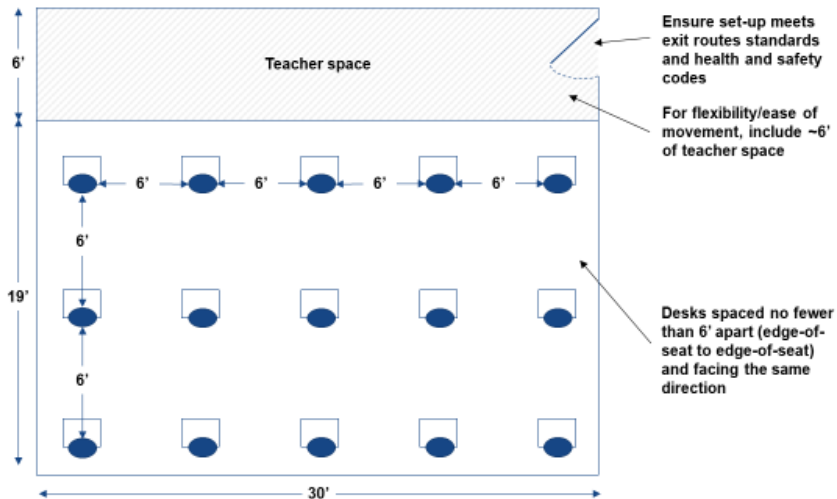 Ensure set-up meets
exit routes standards
and health and safety
codes
6’
Teacher space
For flexibility/ease of
movement, include ~6’
of teacher space
6’
6’
6’
6’
6’
19’
Desks spaced no fewer
than 6’ apart (edge-of-
seat to edge-of-seat)
and facing the same
direction
6’
30’